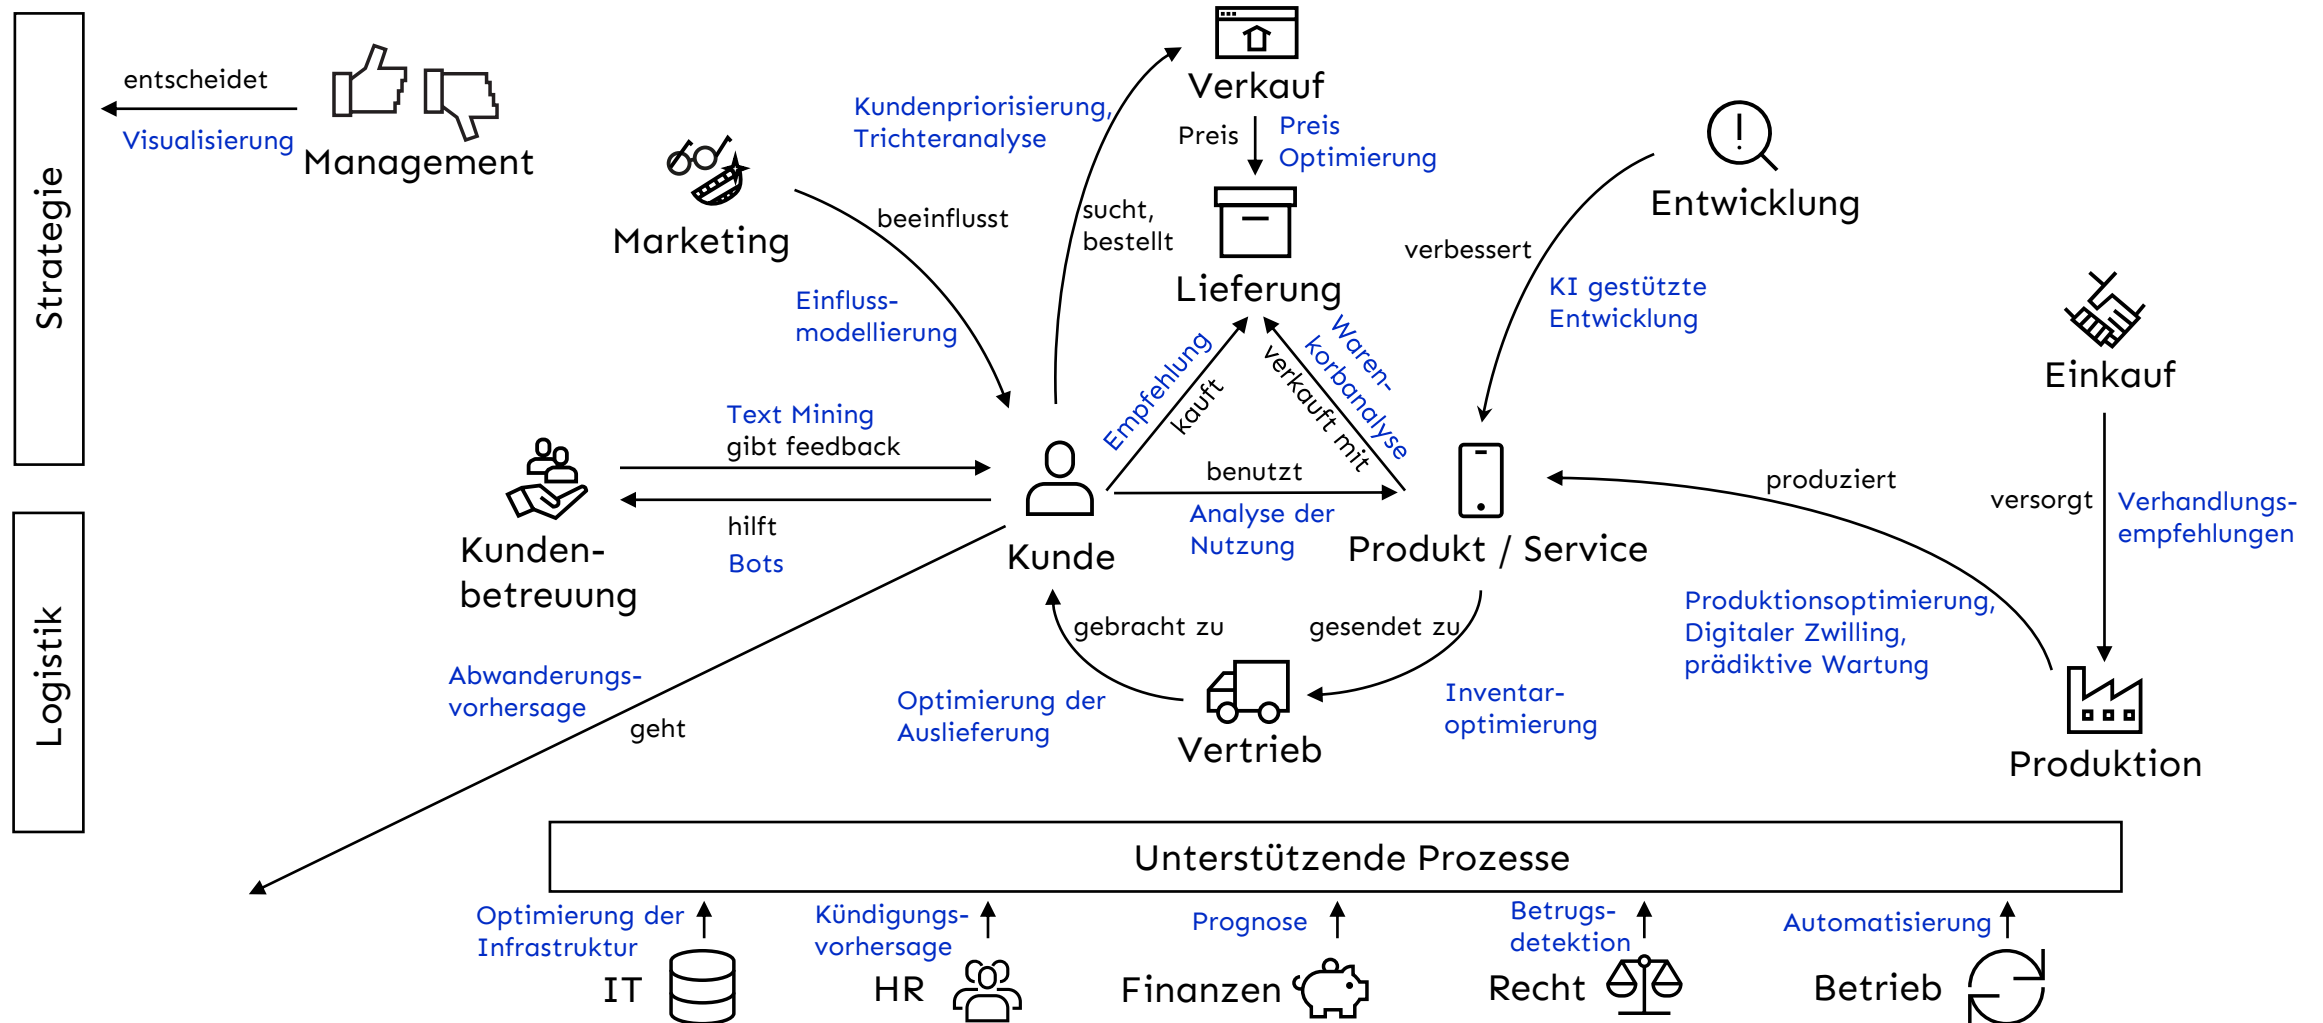 Strategie
Logistik
entscheidet
Visualisierung
Management
Marketing
beeinflusst
Einfluss-
modellierung
Kundenpriorisierung,
Trichteranalyse
sucht,
bestellt
Verkauf
Preis
Preis
Optimierung
Lieferung
Entwicklung
verbessert
KI gestützte
Entwicklung
Einkauf
versorgt
Verhandlungs-
empfehlungen
Text Mining
gibt feedback
hilft
Bots
Kunden-
betreuung
Kunde
Empfehlung
kauft
Waren-
korbanalyse
verkauft mit
benutzt
Analyse der
Nutzung
Produkt / Service
produziert
Produktionsoptimierung,
Digitaler Zwilling,
prädiktive Wartung
Produktion
gebracht zu
gesendet zu
Optimierung der
Auslieferung
Vertrieb
Inventar-
optimierung
Abwanderungs-
vorhersage
geht
Unterstützende Prozesse
Optimierung der
Infrastruktur
IT
Kündigungs-
vorhersage
HR
Prognose
Finanzen
Betrugs-
detektion
Recht
Automatisierung
Betrieb